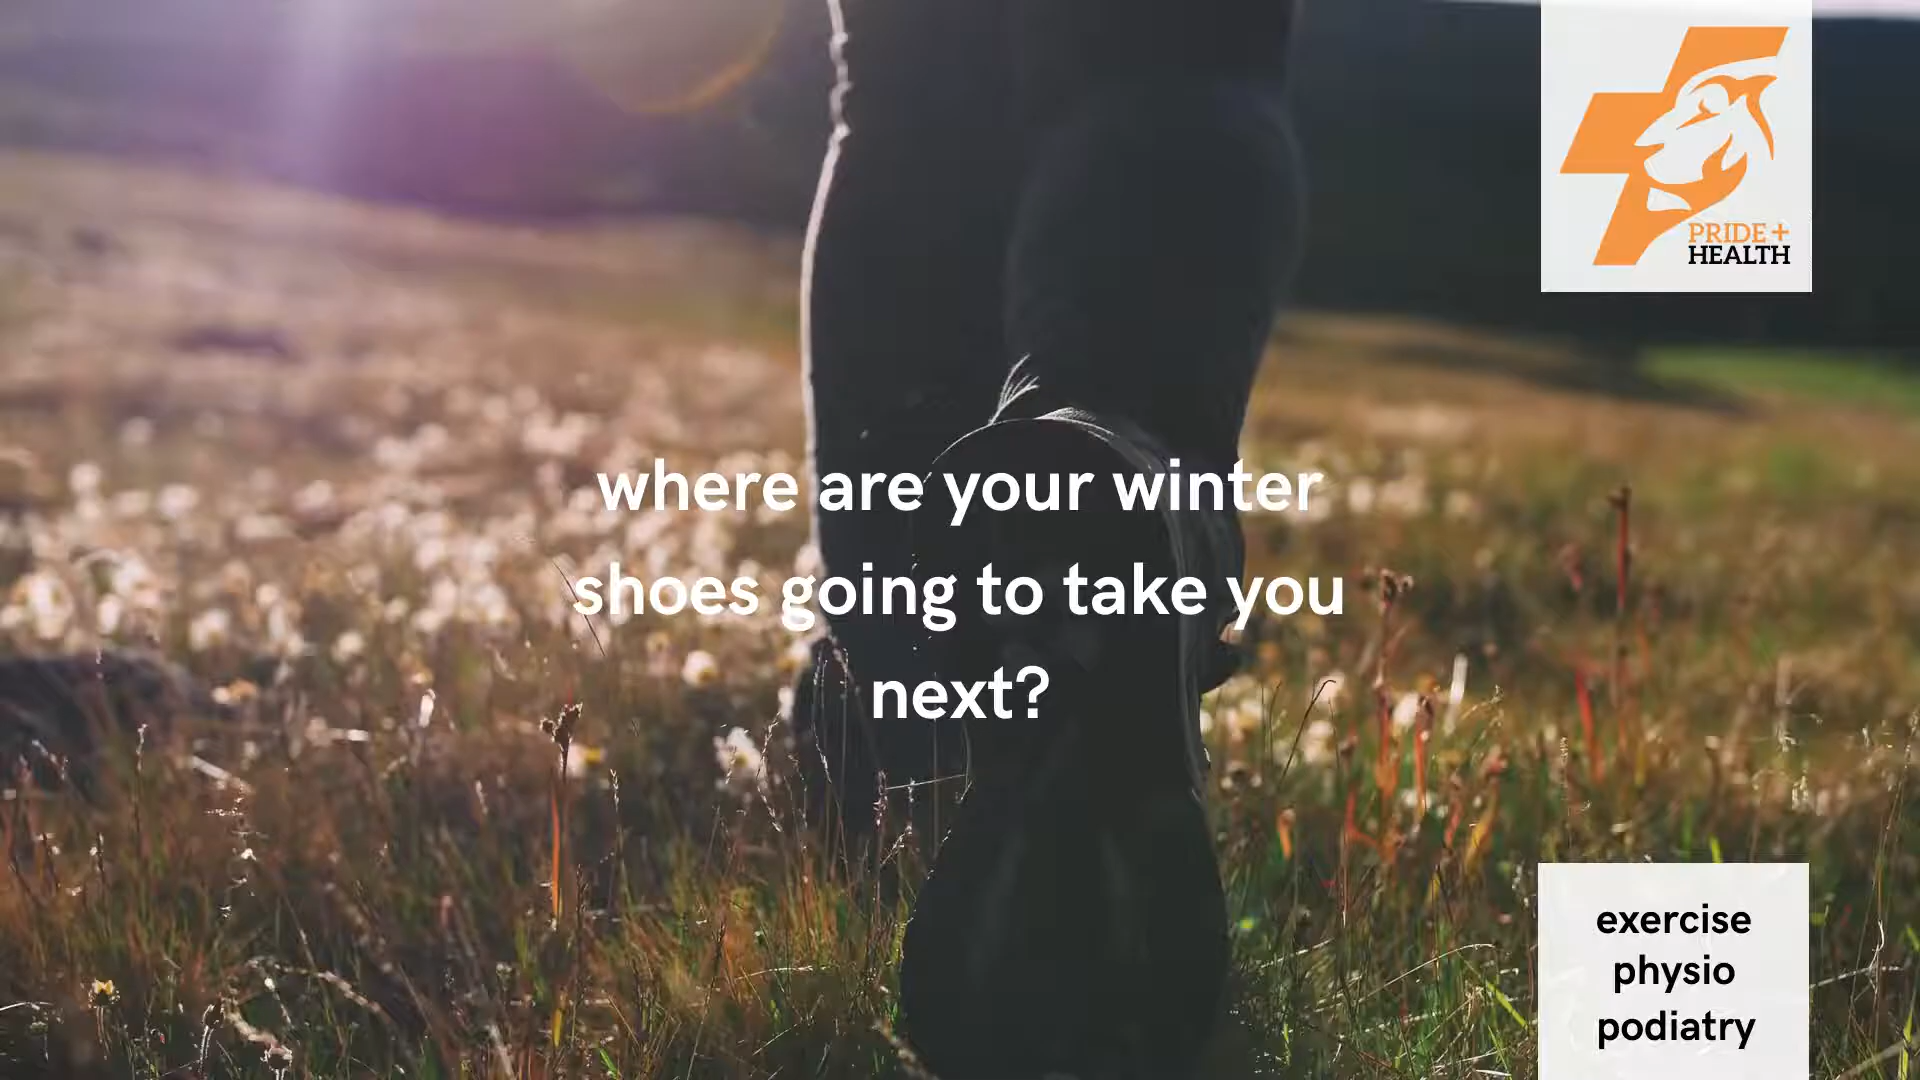 PRIDE+
HEALTH
where are your winter
shoes going to take you
next?
exercise
physio
podiatry